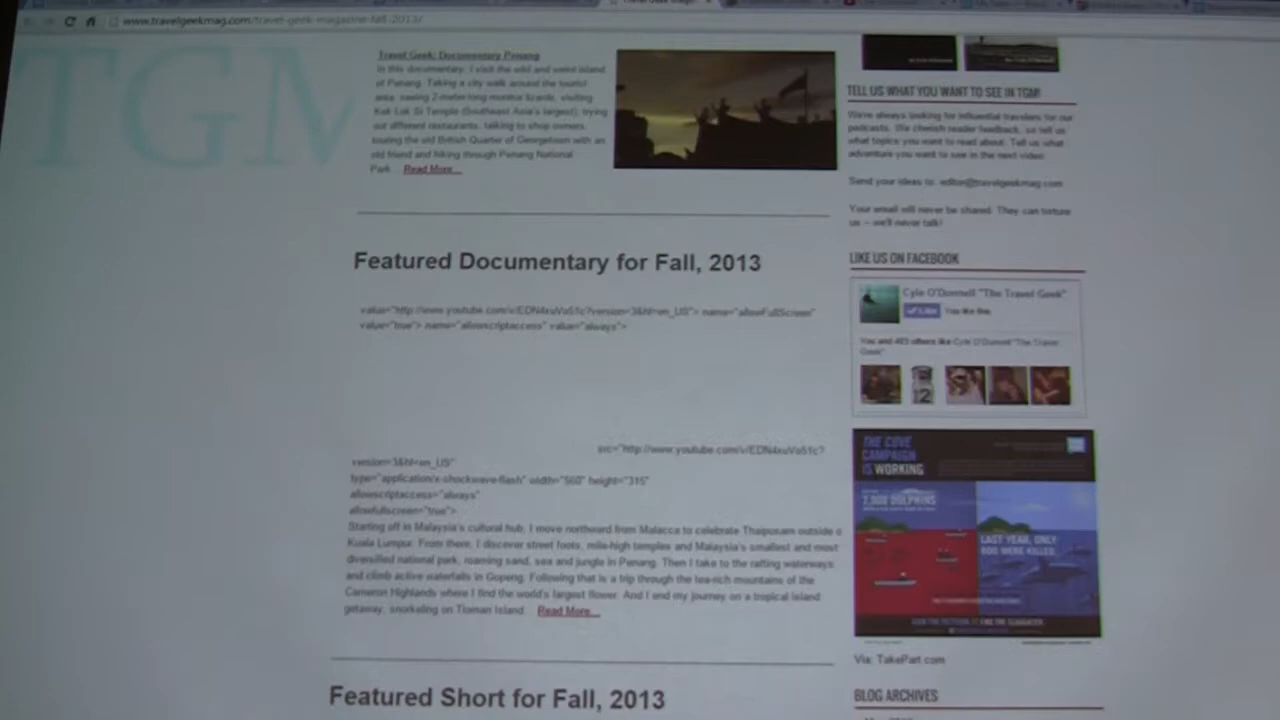 www.travelgeekmag.com/travel-geek-magazine-fall-2013/
TGM
Travel Geek: Documentary Penang
In this documentary, I visit the wild and weird island
of Penang. Taking a city walk around the tourist
area, seeing 2-meter-long monitor lizards, visiting
Kek Lok Si Temple (Southeast Asia's largest), trying
out different restaurants, talking to shop owners,
touring the old British Quarter of Georgetown with an
old friend and hiking through Penang National
Park... Read More...
Featured Documentary for Fall, 2013
value="http://www.youtube.com/v/EDN4xuVa51c?version=3&hl=en_US"> name="allowFullScreen"
value="true"> name="allowscriptaccess" value="always">
src="http://www.youtube.com/v/EDN4xuVa51c?
version=3&hl=en_US"
type="application/x-shockwave-flash" width="560" height="315"
allowscriptaccess="always"
allowfullscreen="true">
Starting off in Malaysia's cultural hub, I move northward from Malacca to celebrate Thaipusam outside o
Kuala Lumpur. From there, I discover street foots, mile-high temples and Malaysia's smallest and most
diversified national park, roaming sand, sea and jungle in Penang. Then I take to the rafting waterways
and climb active waterfalls in Gopeng. Following that is a trip through the tea-rich mountains of the
Cameron Highlands where I find the world's largest flower. And I end my journey on a tropical island
getaway, snorkeling on Tioman Island. Read More...
Featured Short for Fall, 2013
TELL US WHAT YOU WANT TO SEE IN TGM!
We're always looking for influential travelers for our
podcasts. We cherish reader feedback, so tell us
what topics you want to read about. Tell us what
adventure you want to see in the next video.
Send your ideas to: editor@travelgeekmag.com
Your email will never be shared. They can torture
us – we'll never talk!
LIKE US ON FACEBOOK
Cyle O'Donnell "The Travel Geek"
Like You like this.
You and 403 others like Cyle O'Donnell "The Travel
Geek".
THE COVE
CAMPAIGN
IS WORKING
2,000 DOLPHINS
LAST YEAR, ONLY
600 WERE KILLED.
Via: TakePart.com
BLOG ARCHIVES